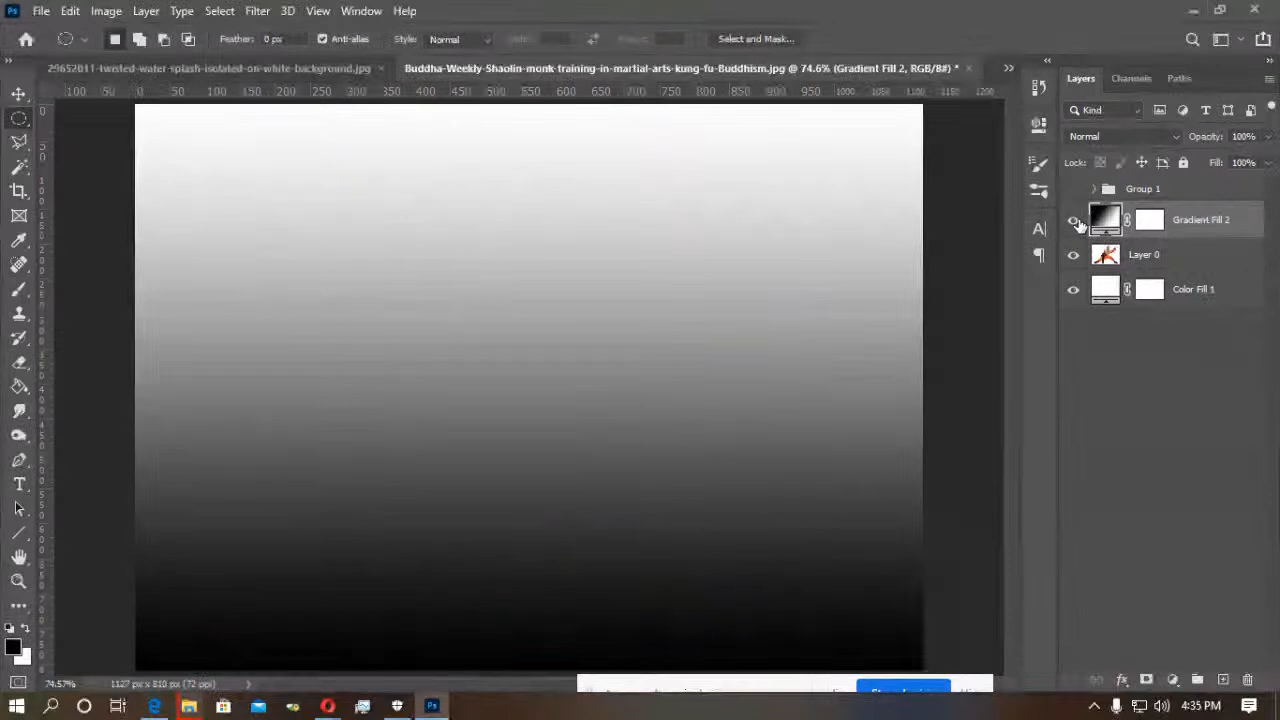 Ps File Edit Image Layer Type Select Filter 3D View Window Help
Feather: 0 px Anti-alias Style: Normal Select and Mask...
29652011-twisted-water-splash-isolated-on-white-background.jpg × Buddha-Weekly-Shaolin-monk-training-in-martial-arts-kung-fu-Buddhism.jpg @ 74.6% (Gradient Fill 2, RGB/8#) * ×
100 50 0 50 100 150 200 250 300 350 400 450 500 550 600 650 700 750 800 850 900 950 1000 1050 1100 1150 1200
Layers Channels Paths
Kind
Normal Opacity: 100%
Lock: Fill: 100%
Group 1
Gradient Fill 2
Layer 0
Color Fill 1
74.57% 1127 px x 810 px (72 ppi)
4:35 PM